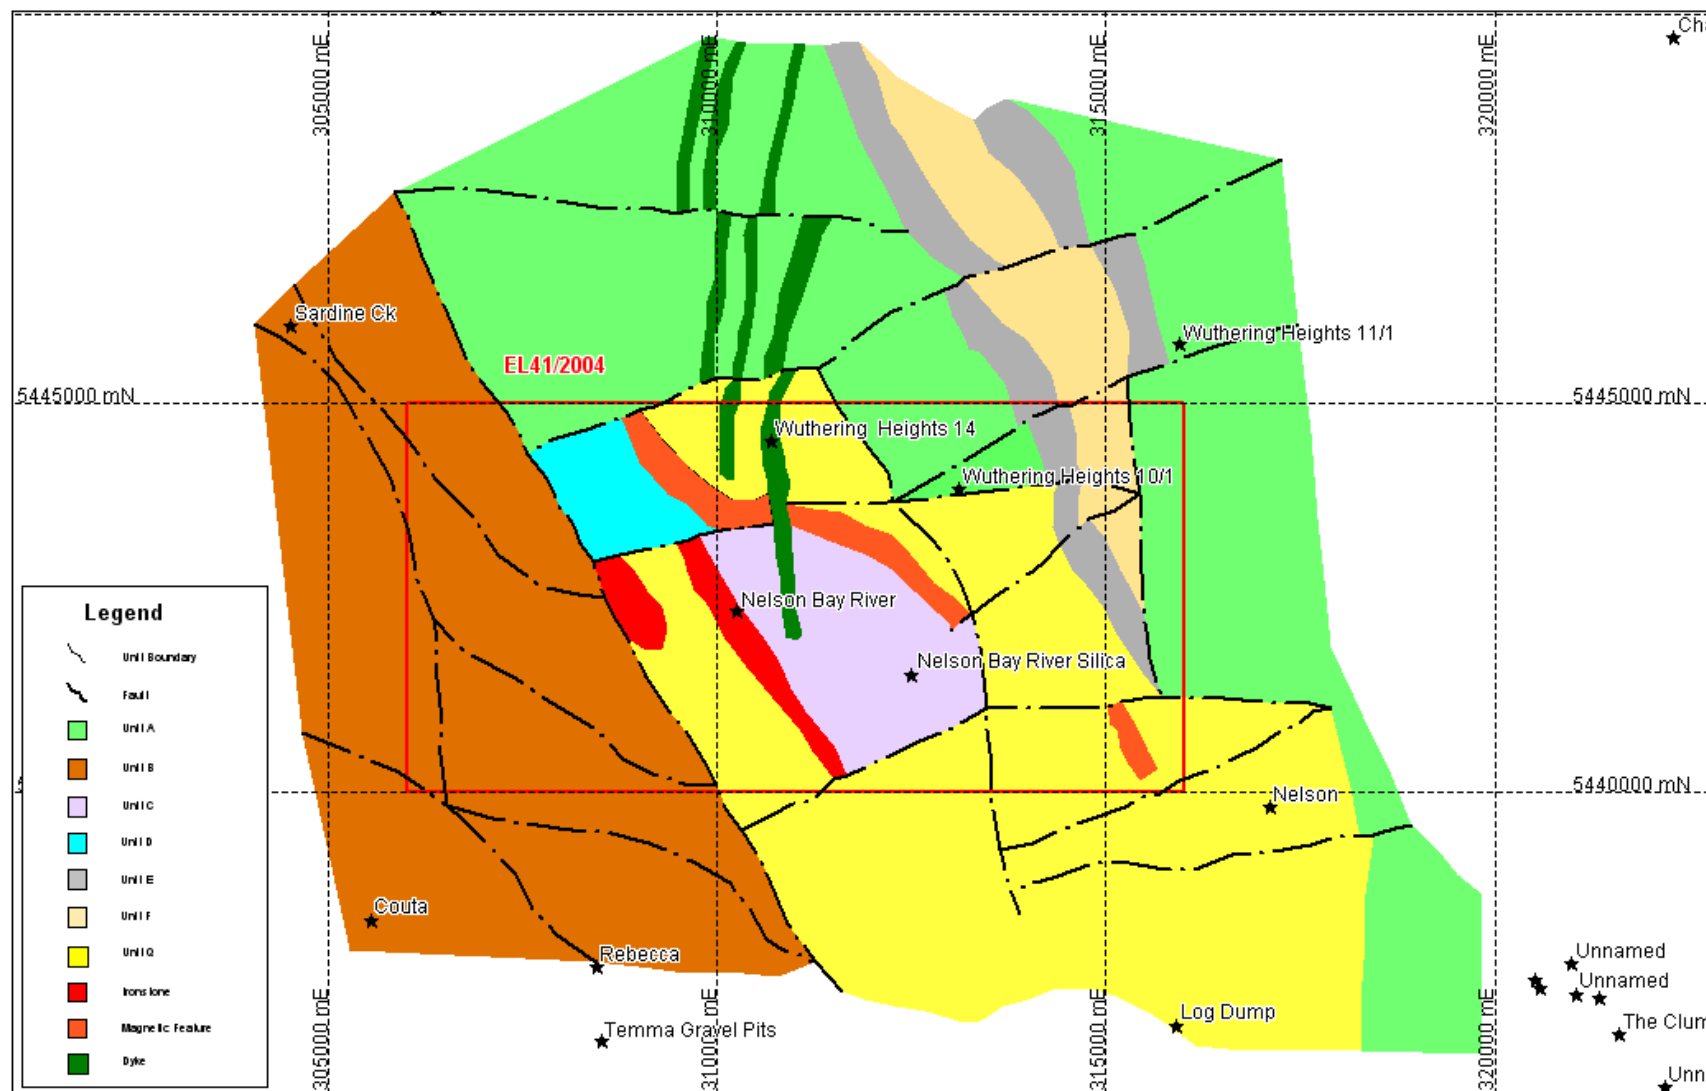 305000 mE
310000 mE
315000 mE
320000 mE
Cha
Sardine Ck
Wuthering Heights 11/1
EL41/2004
5445000 mN
5445000 mN
Wuthering Heights 14
Wuthering Heights 10/1
Nelson Bay River
Nelson Bay River Silica
Legend
Unit Boundary
Fault
Unit A
Unit B
Unit C
Unit D
Unit E
Unit F
Unit Q
Ironstone
Magnetic Feature
Dyke
5440000 mN
Nelson
Couta
Rebecca
Unnamed
Unnamed
Log Dump
The Clum
Temma Gravel Pits
305000 mE
310000 mE
315000 mE
320000 mE
Unn